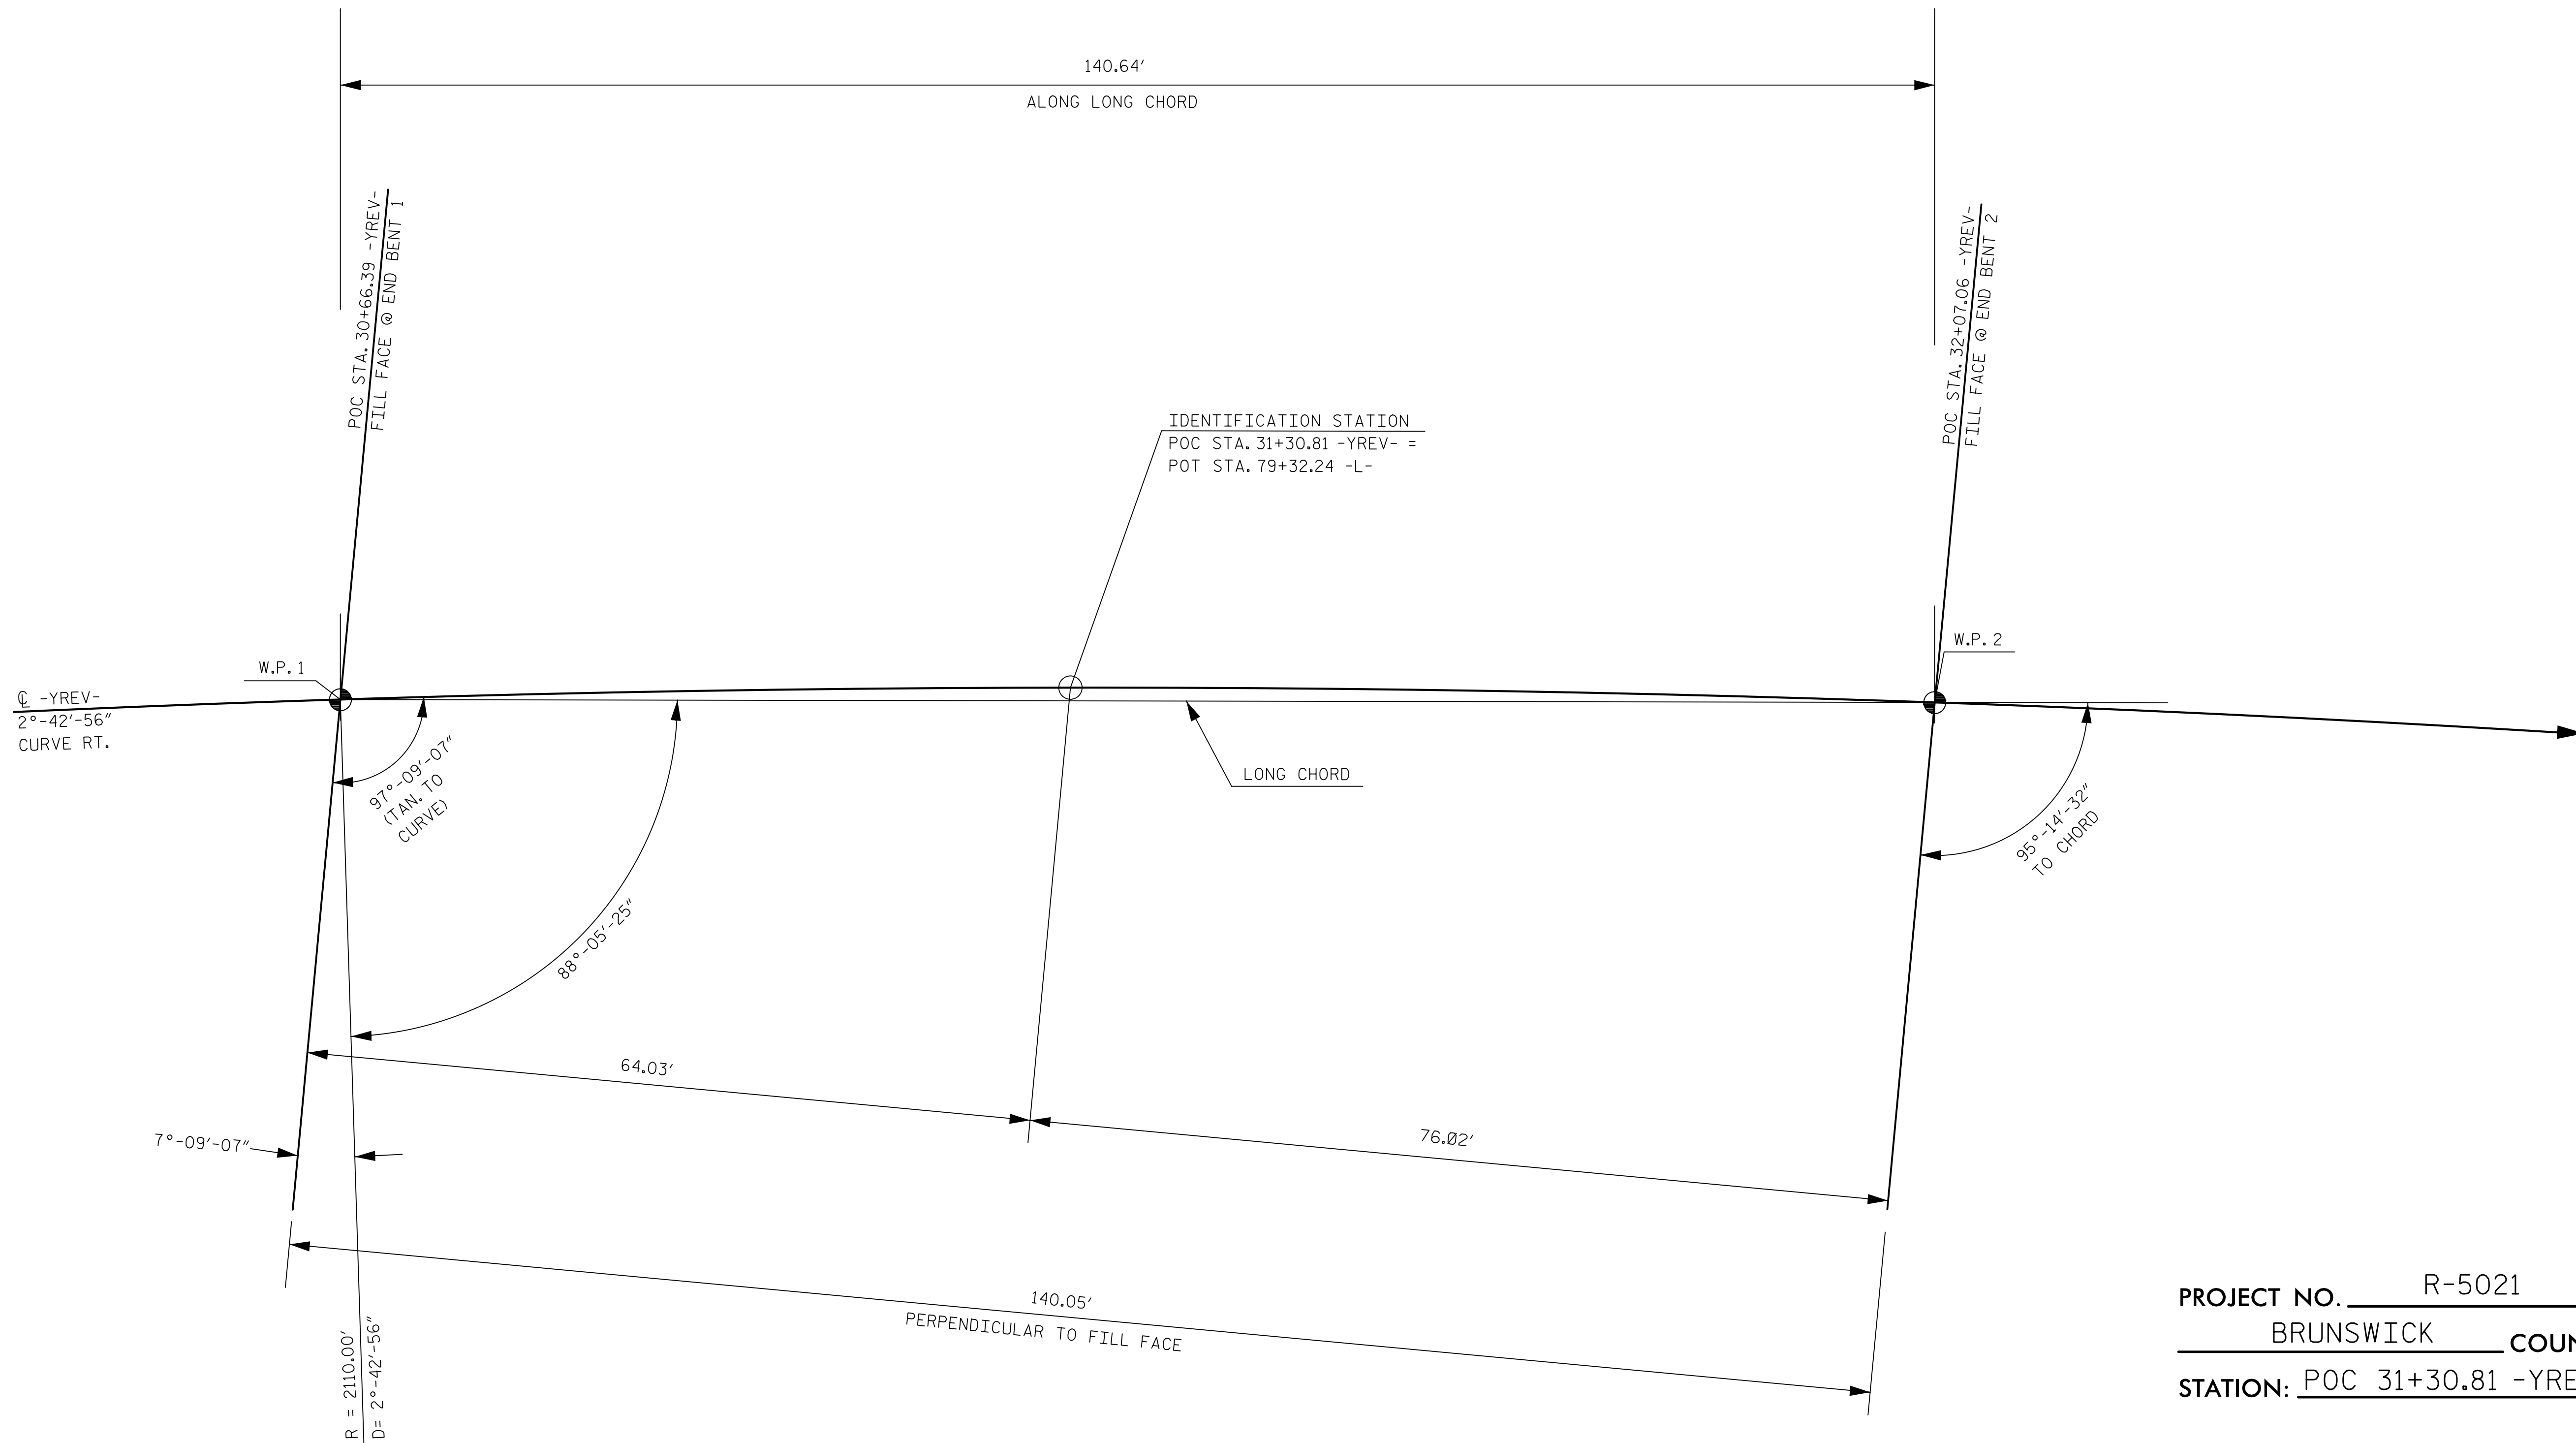 140.64′
ALONG LONG CHORD
POC STA. 30+66.39 -YREV-
FILL FACE @ END BENT 1
POC STA. 32+07.06 -YREV-
FILL FACE @ END BENT 2
IDENTIFICATION STATION
POC STA. 31+30.81 -YREV- =
POT STA. 79+32.24 -L-
W.P. 1
W.P. 2
℄ -YREV-
2°-42′-56″
CURVE RT.
97°-09′-07″
(TAN. TO
CURVE)
LONG CHORD
95°-14′-32″
TO CHORD
88°-05′-25″
64.03′
76.02′
7°-09′-07″
140.05′
PERPENDICULAR TO FILL FACE
R = 2110.00′
D= 2°-42′-56″
PROJECT NO. R-5021
BRUNSWICK COUN
STATION: POC 31+30.81 -YRE